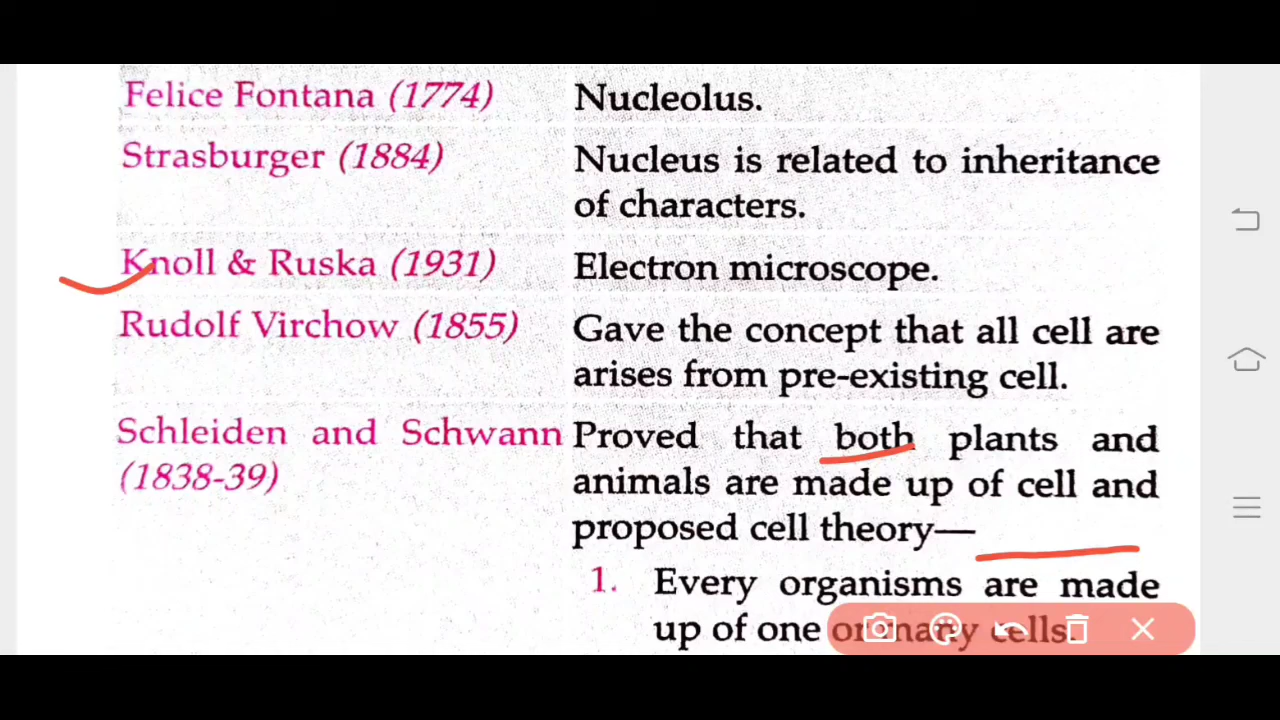 Felice Fontana (1774) Nucleolus.
Strasburger (1884) Nucleus is related to inheritance
of characters.
Knoll & Ruska (1931) Electron microscope.
Rudolf Virchow (1855) Gave the concept that all cell are
arises from pre-existing cell.
Schleiden and Schwann Proved that both plants and
(1838-39) animals are made up of cell and
proposed cell theory—
1. Every organisms are made
up of one or many cells.